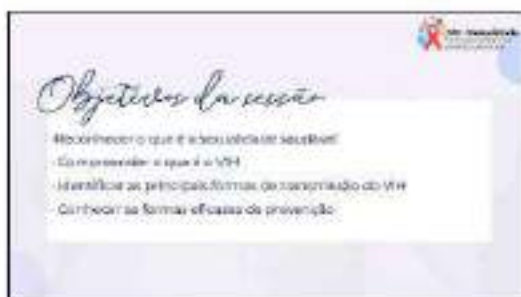 Objetivos da sessão
-Reconhecer o que é a sexualidade saudável
-Compreender o que é o VIH
-Identificar as principais formas de transmissão do VIH
-Conhecer as formas eficazes de prevenção